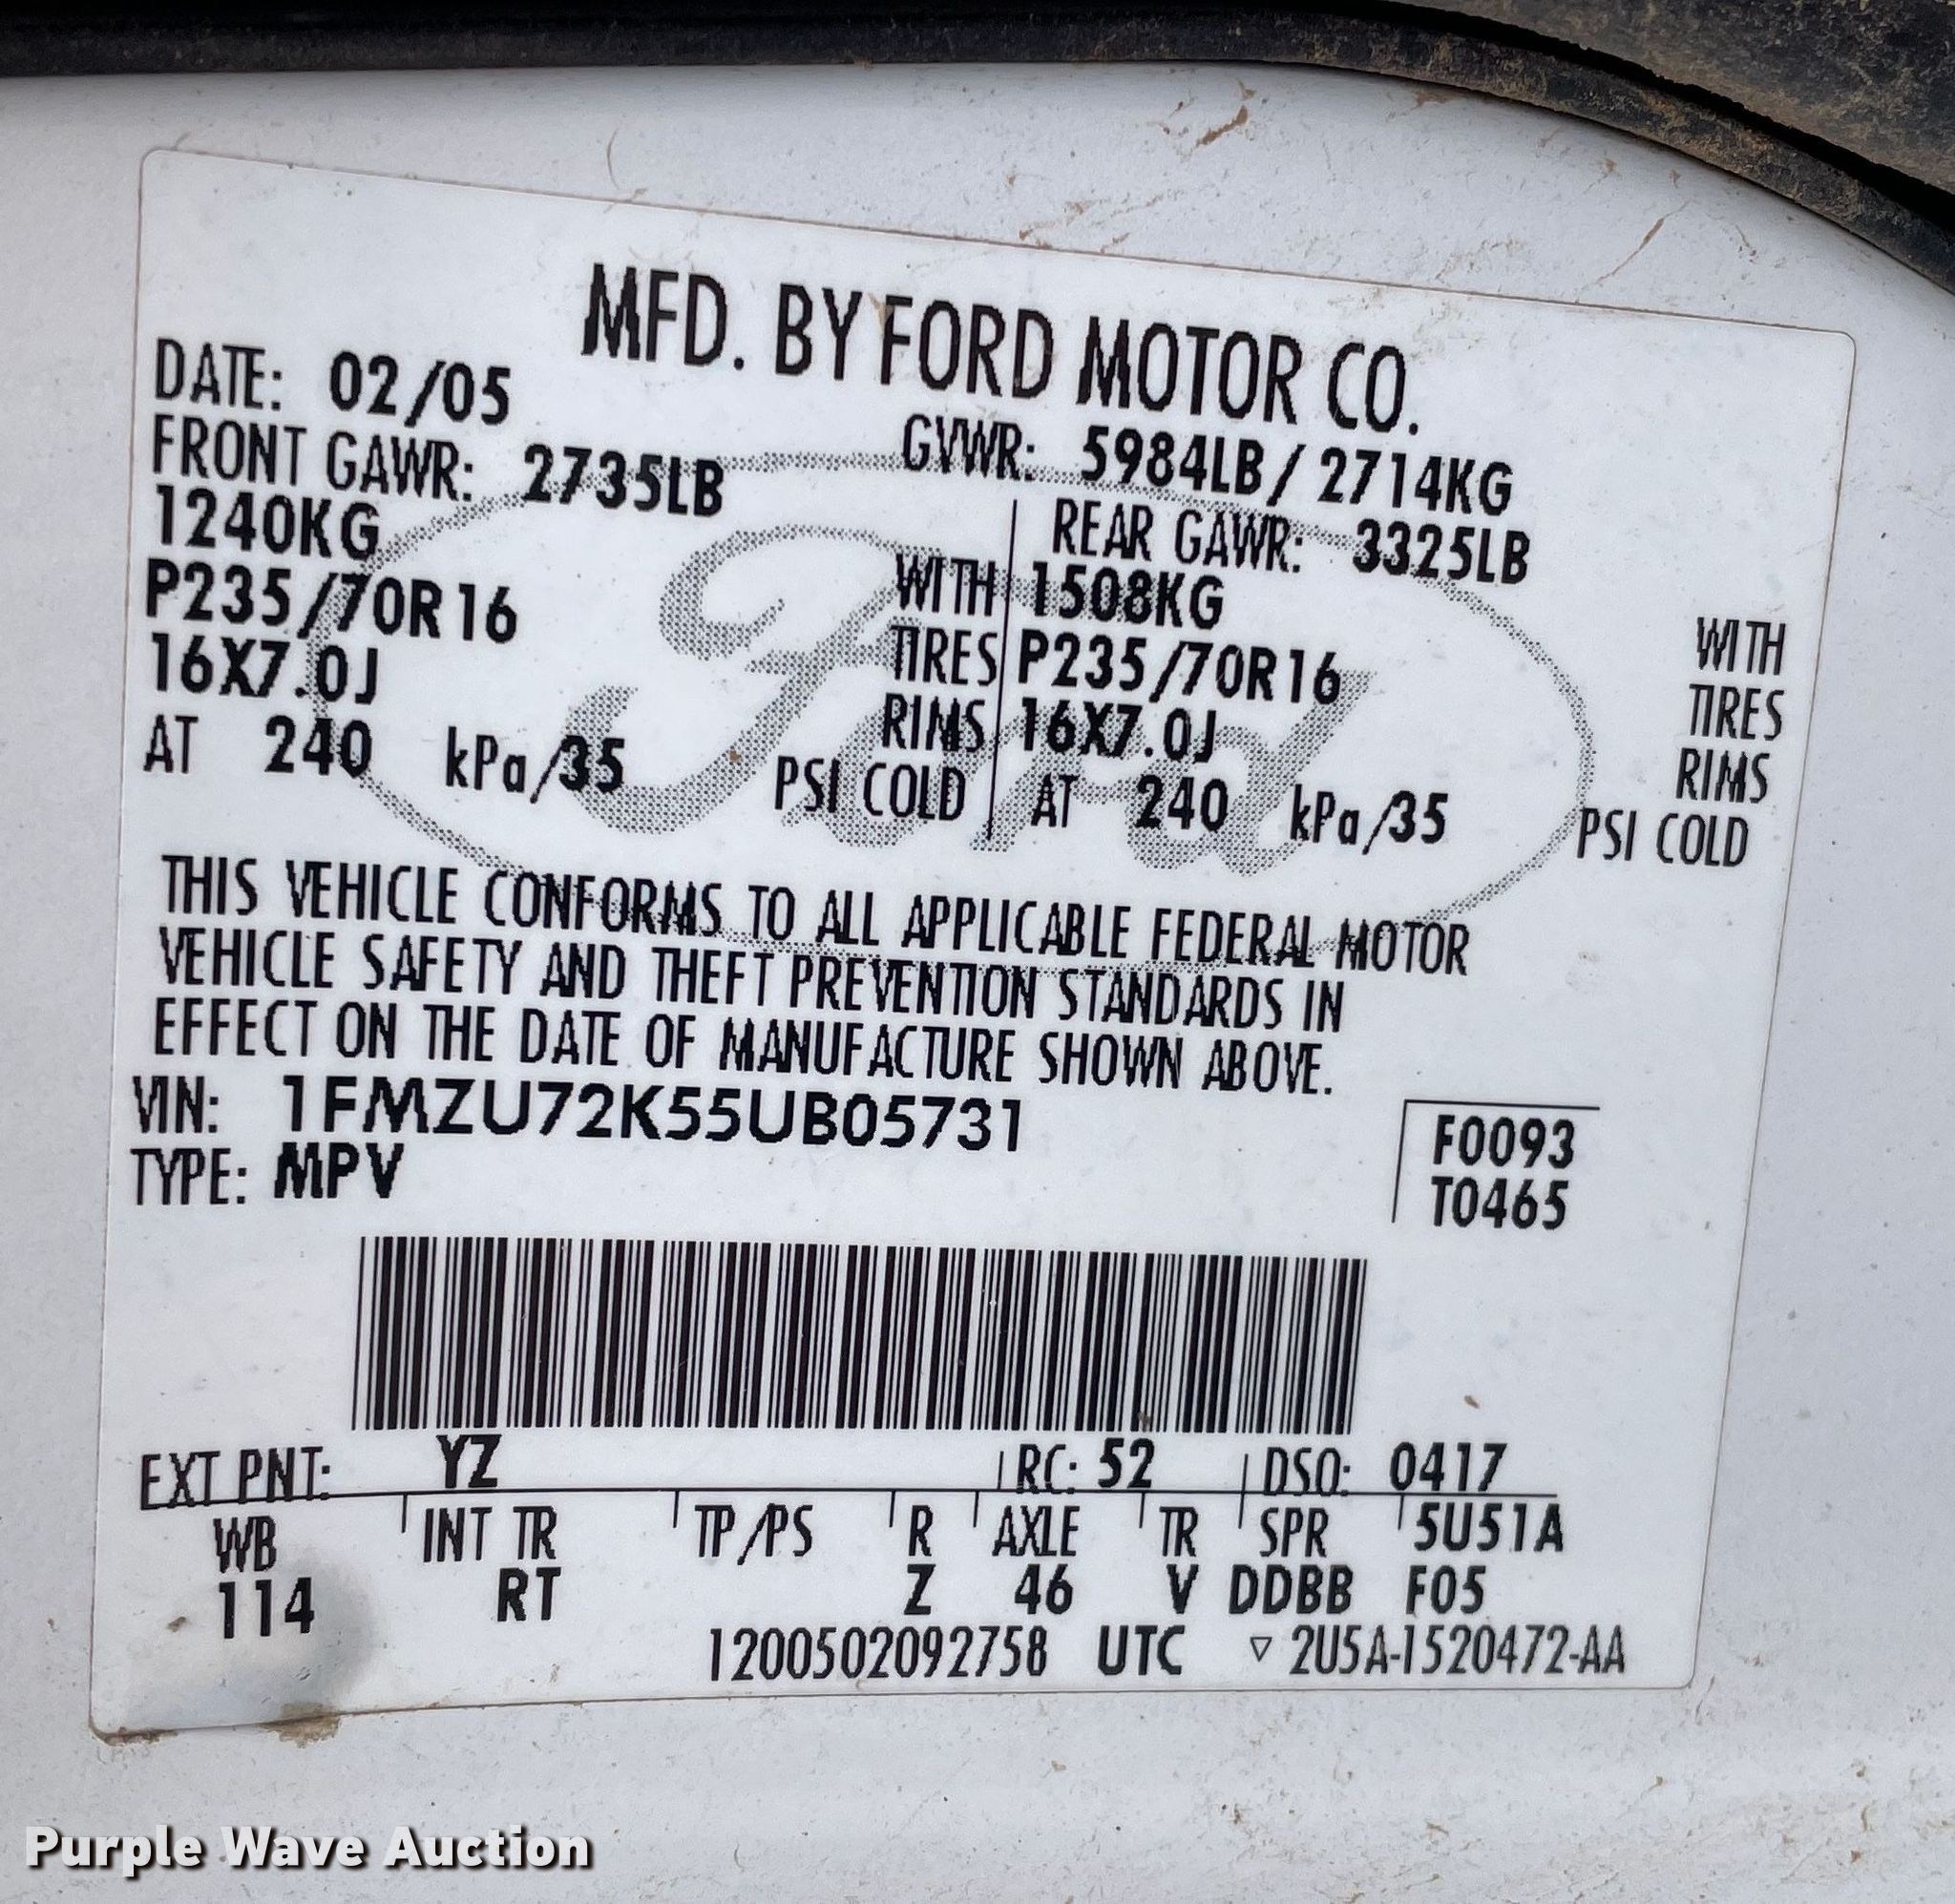 MFD. BY FORD MOTOR CO.
DATE: 02/05
GVWR: 5984LB/ 2714KG
FRONT GAWR: 2735LB
REAR GAWR: 3325LB
1240KG WITH
1508KG WITH
P235/70R16 TIRES
P235/70R16 TIRES
16X7.0J RIMS
16X7.0J RIMS
AT 240 kPa/35 PSI COLD
AT 240 kPa/35 PSI COLD
Ford
THIS VEHICLE CONFORMS TO ALL APPLICABLE FEDERAL MOTOR
VEHICLE SAFETY AND THEFT PREVENTION STANDARDS IN
EFFECT ON THE DATE OF MANUFACTURE SHOWN ABOVE.
VIN: 1FMZU72K55UB05731
TYPE: MPV
F0093
T0465
EXT PNT: YZ RC: 52 DSO: 0417
WB INT TR TP/PS R AXLE TR SPR 5U51A
114 RT Z 46 V DDBB F05
1200502092758 UTC ▽ 2U5A-1520472-AA
Purple Wave Auction